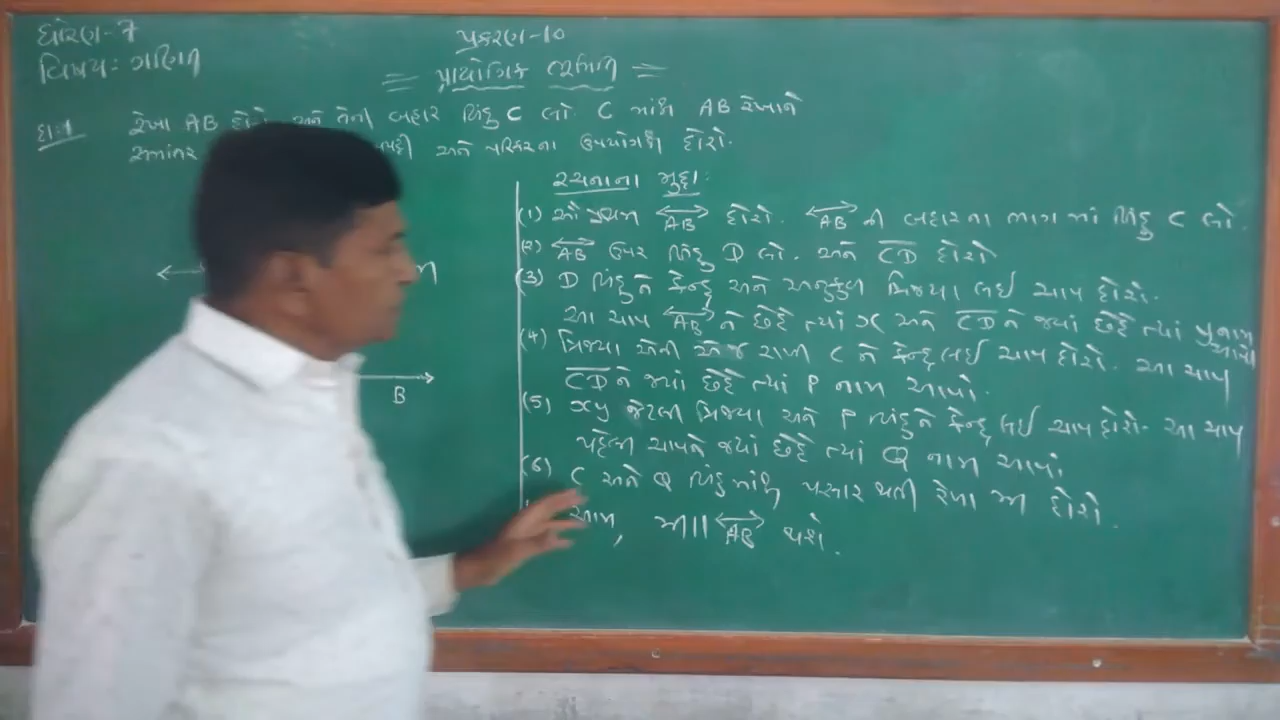 ધોરણ-7
પ્રકરણ-10
વિષય: ગણિત
= પ્રાયોગિક ભૂમિતિ =
દા:1 રેખા AB દોરો અને તેની બહાર બિંદુ C લો. C માંથી AB રેખાને
સમાંતર પટ્ટી અને પરિકરના ઉપયોગથી દોરો.
રચનાના મુદ્દા:
(1) સૌ પ્રથમ AB દોરો. AB ની બહારના ભાગ માં બિંદુ C લો.
(2) AB ઉપર બિંદુ D લો. અને CD દોરો
(3) D બિંદુને કેન્દ્ર અને અનુકુળ ત્રિજ્યા લઈ ચાપ દોરો.
આ ચાપ AB ને છેદે ત્યાં x અને CD ને જ્યાં છેદે ત્યાં y નામ આપો
(4) ત્રિજ્યા એની એ જ રાખી C ને કેન્દ્ર લઈ ચાપ દોરો. આ ચાપ
CD ને જ્યાં છેદે ત્યાં P નામ આપો.
(5) xy જેટલી ત્રિજ્યા અને P બિંદુને કેન્દ્ર લઈ ચાપ દોરો. આ ચાપ
પહેલી ચાપને જ્યાં છેદે ત્યાં Q નામ આપો.
(6) C અને Q બિંદુ માંથી પસાર થતી રેખા m દોરો.
આમ, m || AB થશે.
m
B